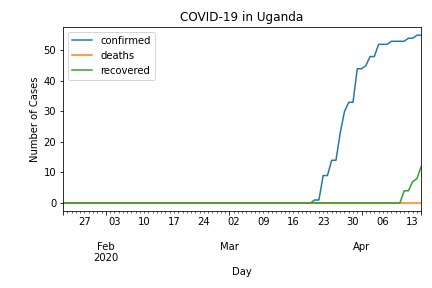 COVID-19 in Uganda
confirmed
deaths
recovered
Number of Cases
50
40
30
20
10
0
27 03 10 17 24 02 09 16 23 30 06 13
Feb Mar Apr
2020
Day